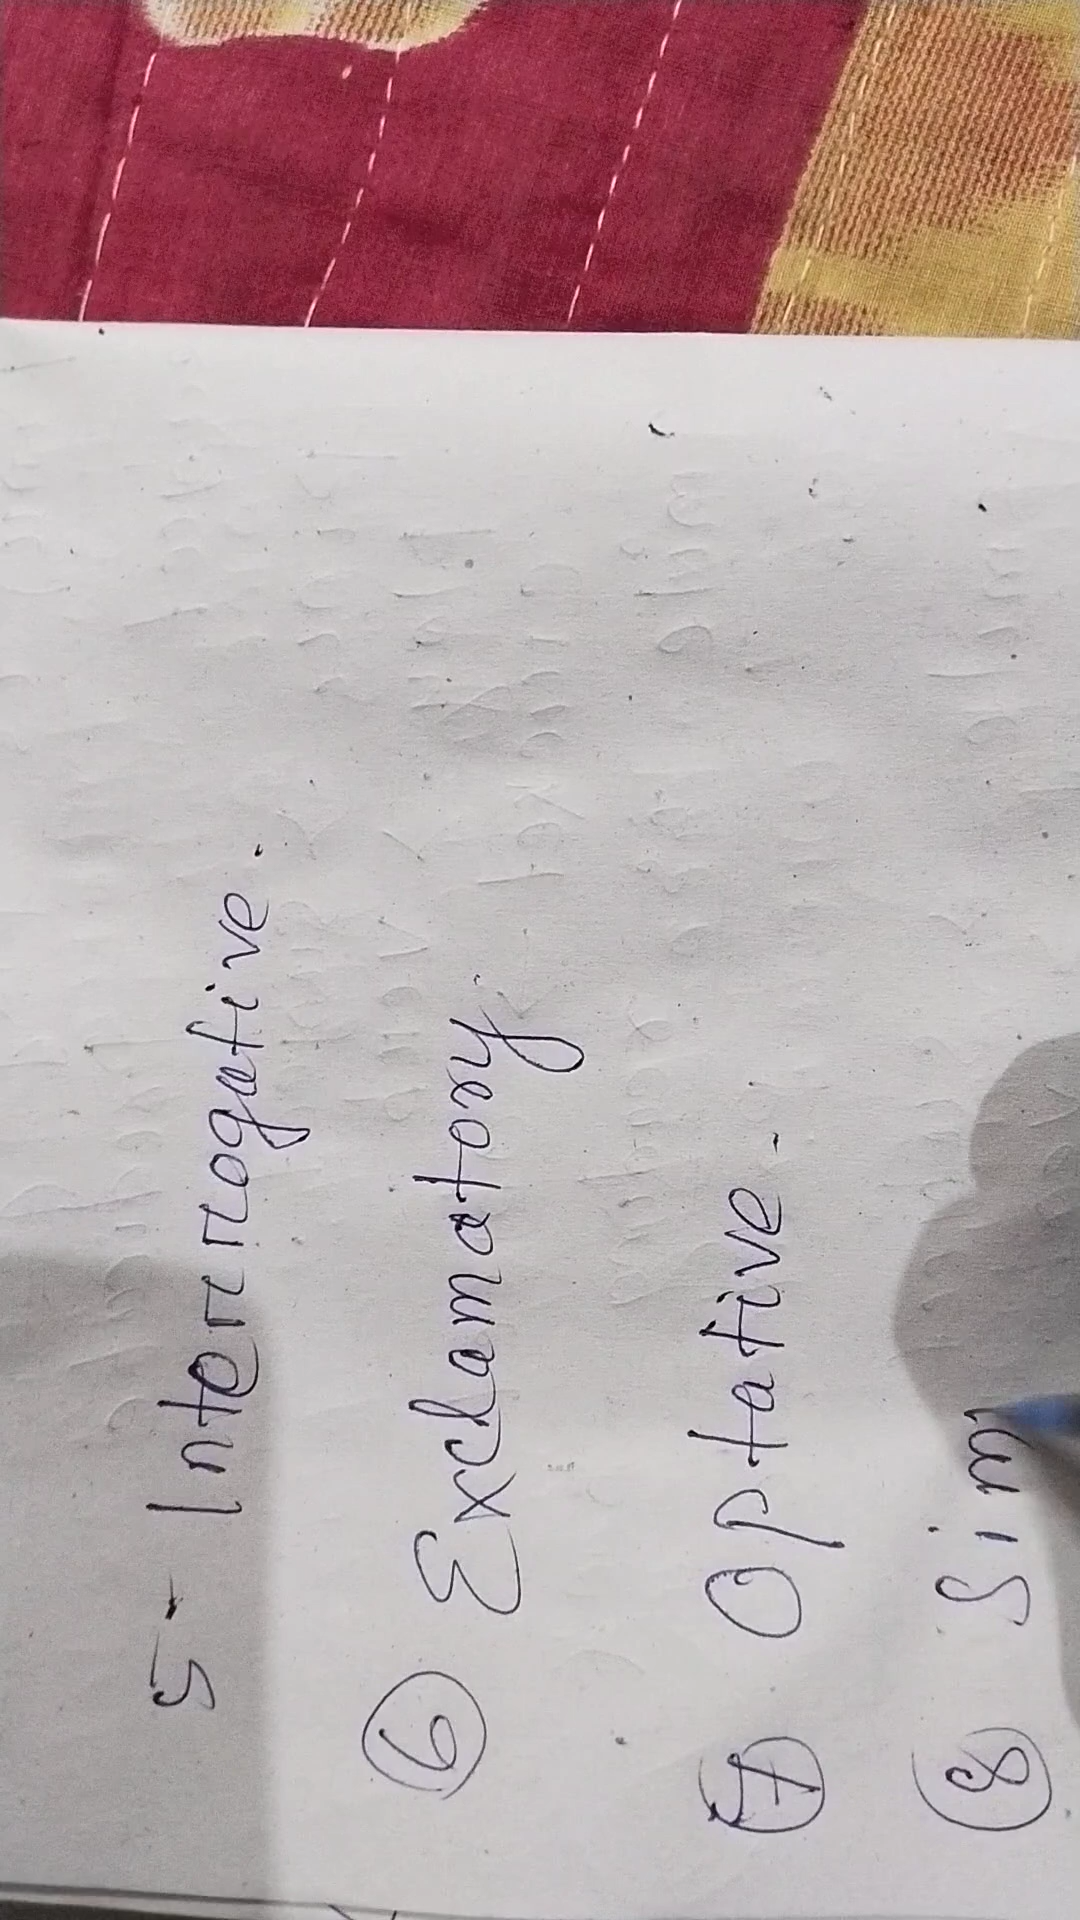 5- Interrogative.
6 Exclamatory.
7 Optative.
8 Sim